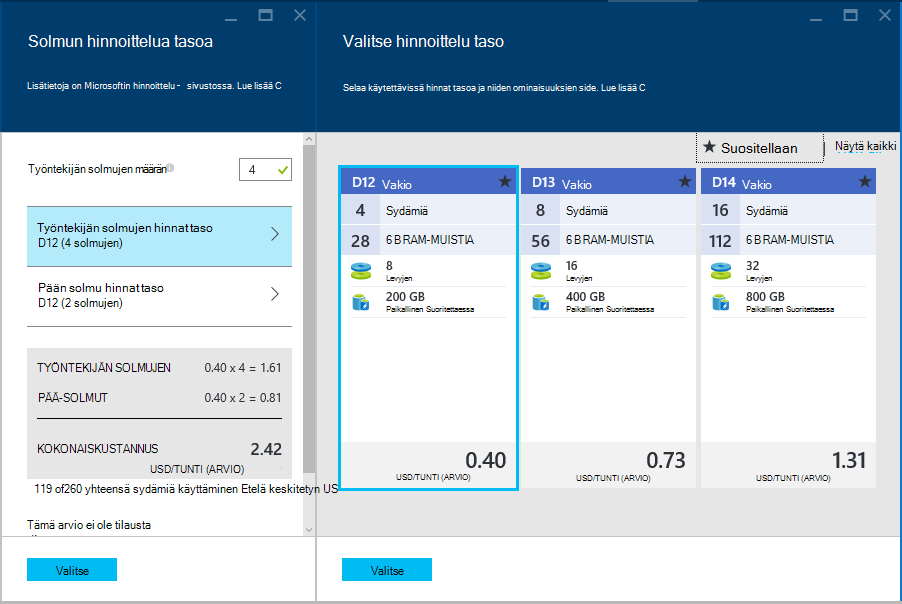 Solmun hinnoittelua tasoa
Lisätietoja on Microsoftin hinnoittelu - sivustossa. Lue lisää C
Työntekijän solmujen määrän
4
Työntekijän solmujen hinnat taso
D12 (4 solmujen)
Pään solmu hinnat taso
D12 (2 solmujen)
TYÖNTEKIJÄN SOLMUJEN 0.40 x 4 = 1.61
PÄÄ-SOLMUT 0.40 x 2 = 0.81
KOKONAISKUSTANNUS 2.42
USD/TUNTI (ARVIO)
119 of260 yhteensä sydämiä käyttäminen Etelä keskitetyn US
Tämä arvio ei ole tilausta
Valitse
Valitse hinnoittelu taso
Selaa käytettävissä hinnat tasoa ja niiden ominaisuuksien side. Lue lisää C
★ Suositellaan
Näytä kaikki
D12 Vakio
4 Sydämiä
28 6 B RAM-MUISTIA
8
Levyjen
200 GB
Paikallinen Suoritettaessa
0.40
USD/TUNTI (ARVIO)
D13 Vakio
8 Sydämiä
56 6 B RAM-MUISTIA
16
Levyjen
400 GB
Paikallinen Suoritettaessa
0.73
USD/TUNTI (ARVIO)
D14 Vakio
16 Sydämiä
112 6 B RAM-MUISTIA
32
Levyjen
800 GB
Paikallinen Suoritettaessa
1.31
USD/TUNTI (ARVIO)
Valitse